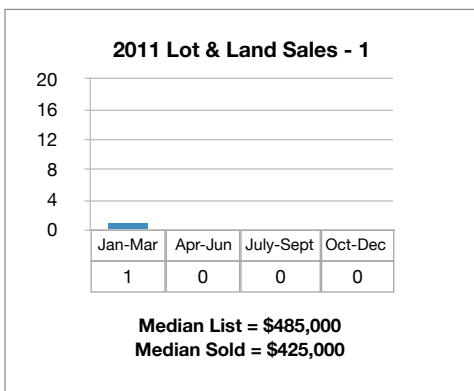 2011 Lot & Land Sales - 1
20
16
12
8
4
0
Jan-Mar Apr-Jun July-Sept Oct-Dec
1 0 0 0
Median List = $485,000
Median Sold = $425,000